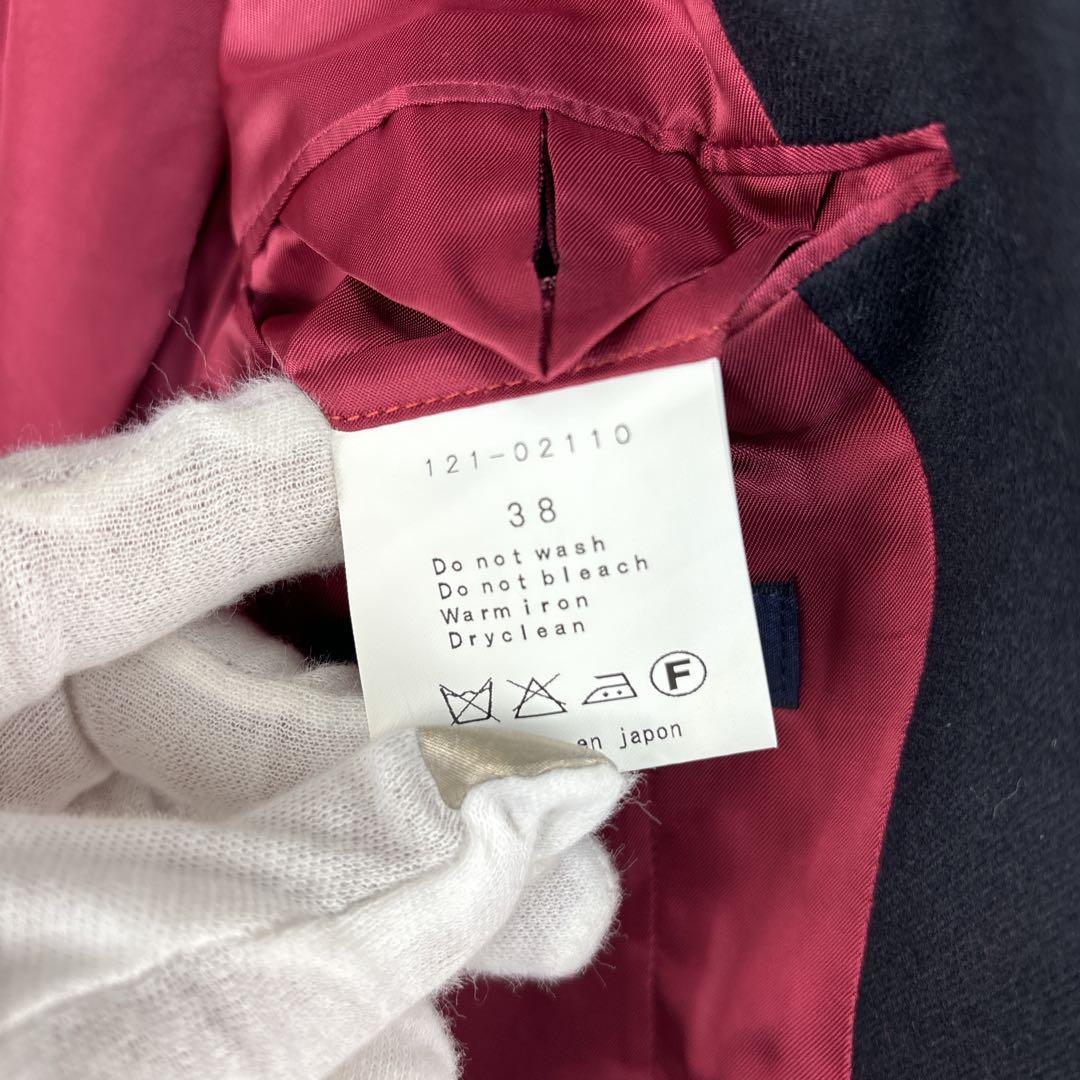 121-02110
38
Do not wash
Do not bleach
Warm iron
Dryclean
F
en japon